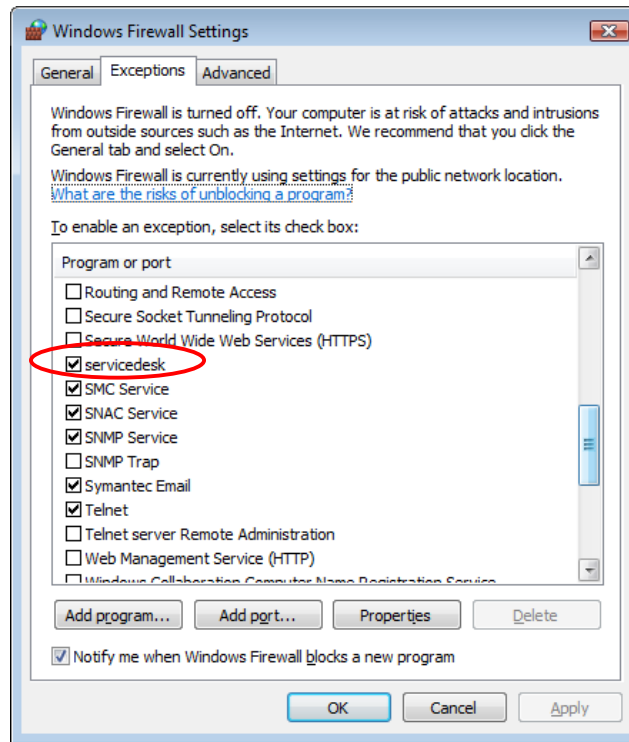 Windows Firewall Settings
General Exceptions Advanced
Windows Firewall is turned off. Your computer is at risk of attacks and intrusions
from outside sources such as the Internet. We recommend that you click the
General tab and select On.
Windows Firewall is currently using settings for the public network location.
What are the risks of unblocking a program?
To enable an exception, select its check box:
Program or port
Routing and Remote Access
Secure Socket Tunneling Protocol
Secure World Wide Web Services (HTTPS)
servicedesk
SMC Service
SNAC Service
SNMP Service
SNMP Trap
Symantec Email
Telnet
Telnet server Remote Administration
Web Management Service (HTTP)
Windows Collaboration Computer Name Registration Service
Add program... Add port... Properties Delete
Notify me when Windows Firewall blocks a new program
OK Cancel Apply